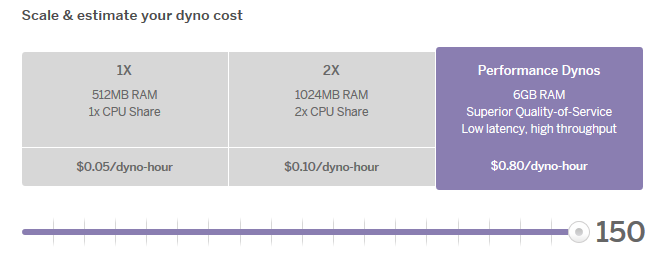 Scale & estimate your dyno cost
1X
512MB RAM
1x CPU Share
$0.05/dyno-hour
2X
1024MB RAM
2x CPU Share
$0.10/dyno-hour
Performance Dynos
6GB RAM
Superior Quality-of-Service
Low latency, high throughput
$0.80/dyno-hour
150